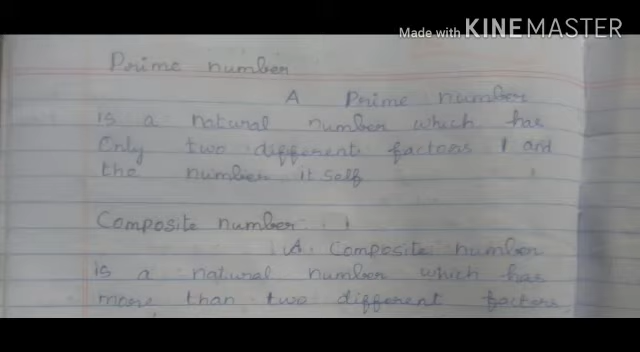 Made with KINEMASTER
Prime number
A Prime number
is a natural number which has
Only two different factors 1 and
the number it self
Composite number
A Composite number
is a natural number which has
more than two different factors